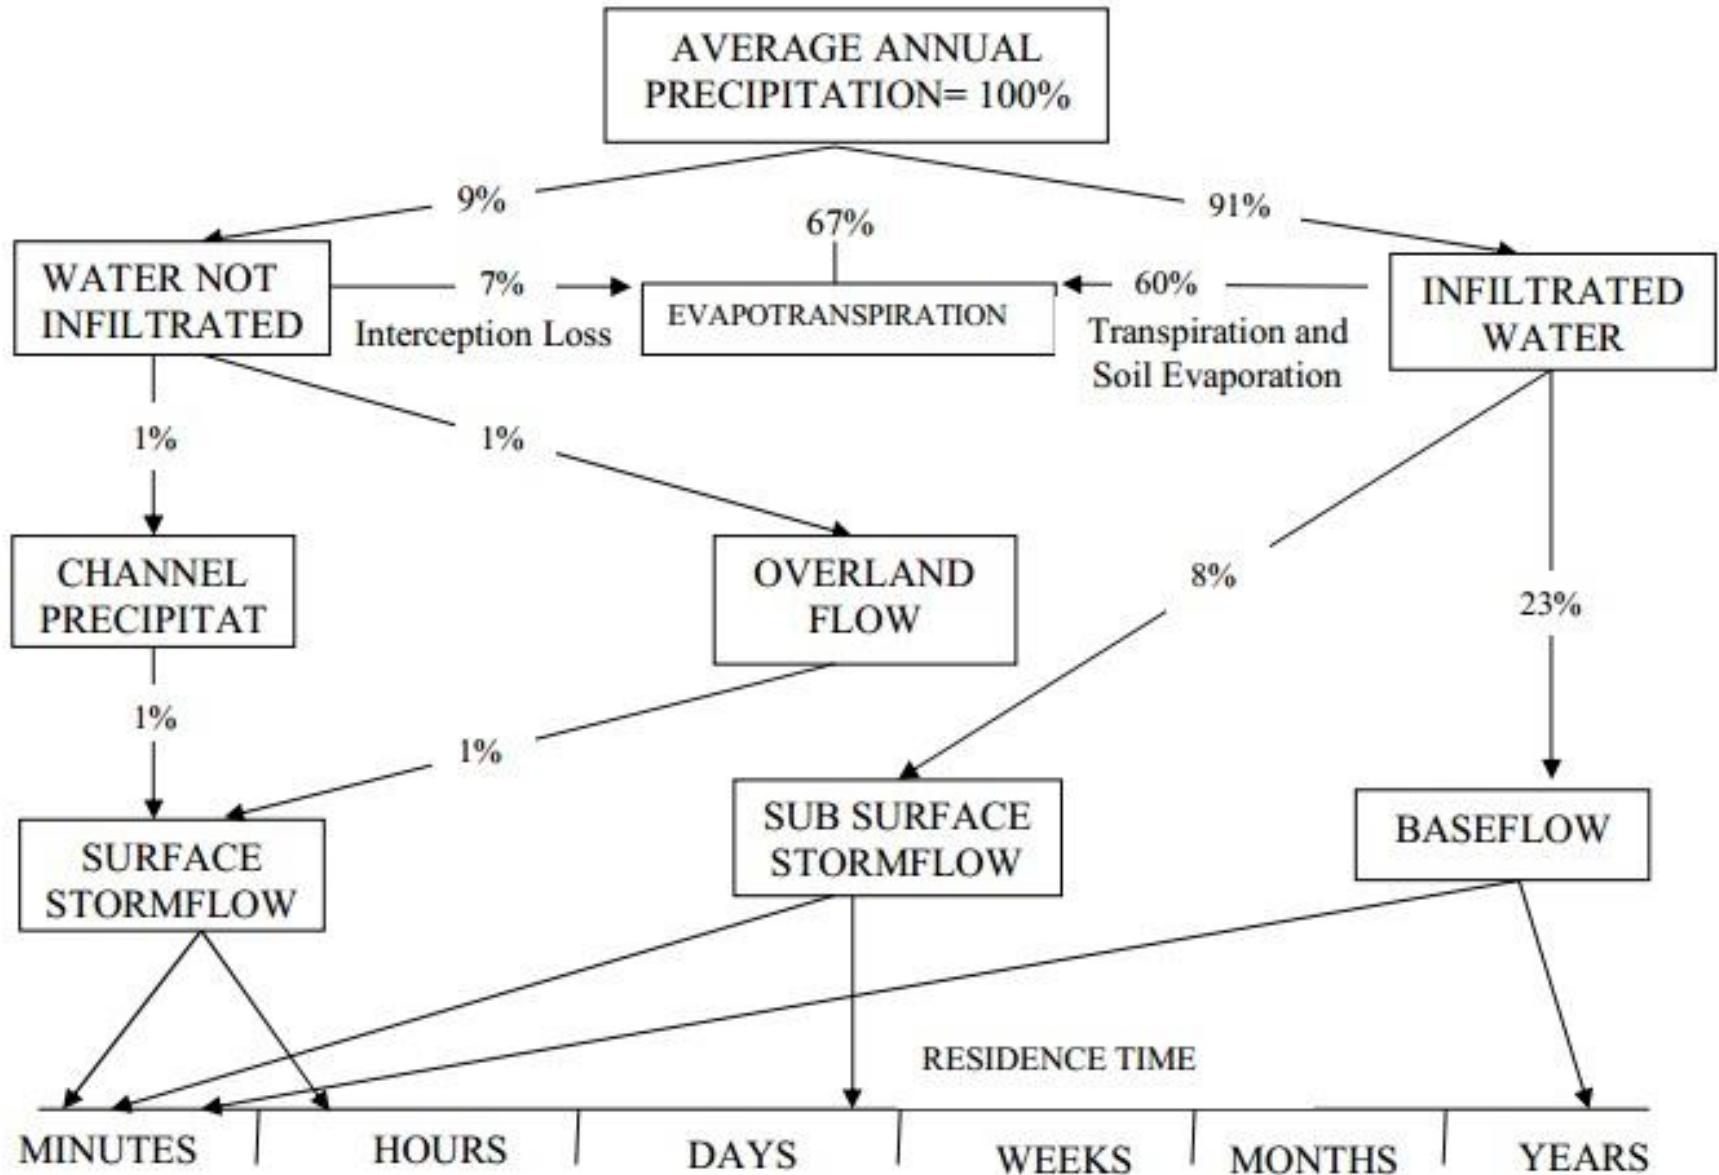 AVERAGE ANNUAL
PRECIPITATION= 100%
9%
67%
91%
WATER NOT
INFILTRATED
7%
Interception Loss
EVAPOTRANSPIRATION
60%
Transpiration and
Soil Evaporation
INFILTRATED
WATER
1%
1%
CHANNEL
PRECIPITAT
OVERLAND
FLOW
8%
23%
1%
1%
SURFACE
STORMFLOW
SUB SURFACE
STORMFLOW
BASEFLOW
RESIDENCE TIME
MINUTES
HOURS
DAYS
WEEKS
MONTHS
YEARS